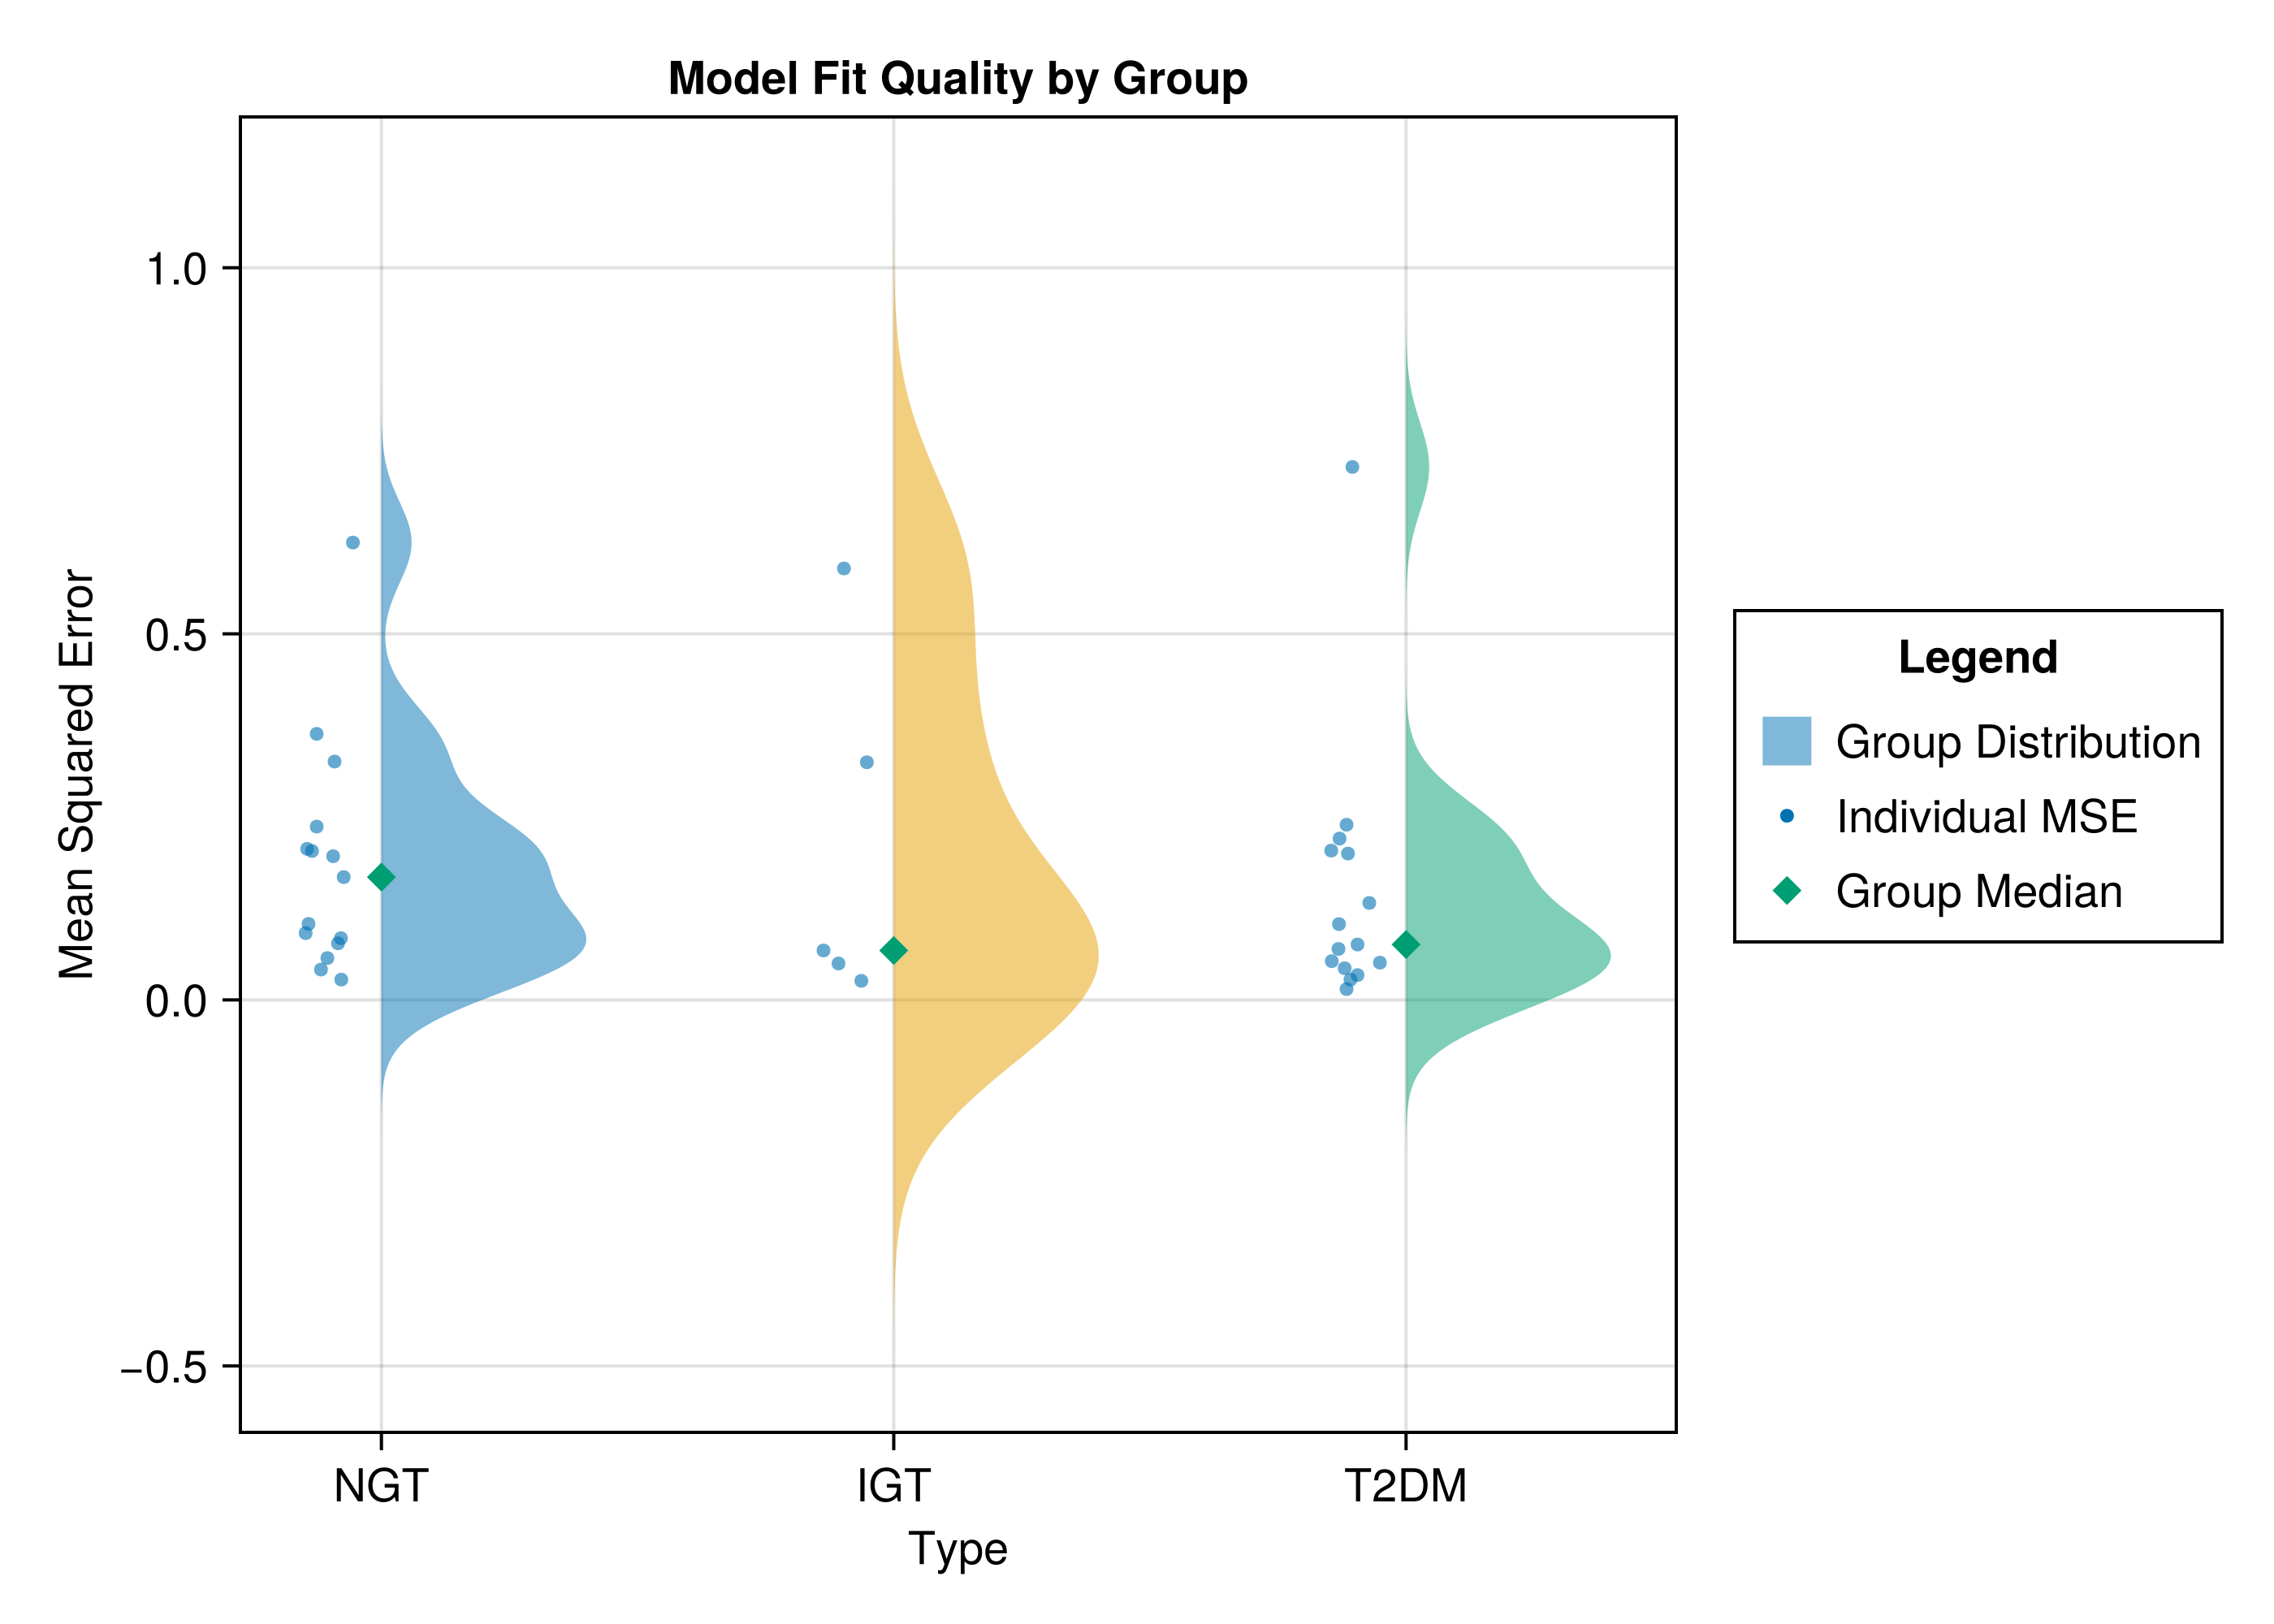 Model Fit Quality by Group
Mean Squared Error
1.0
0.5
0.0
−0.5
NGT
IGT
T2DM
Type
Legend
Group Distribution
Individual MSE
Group Median